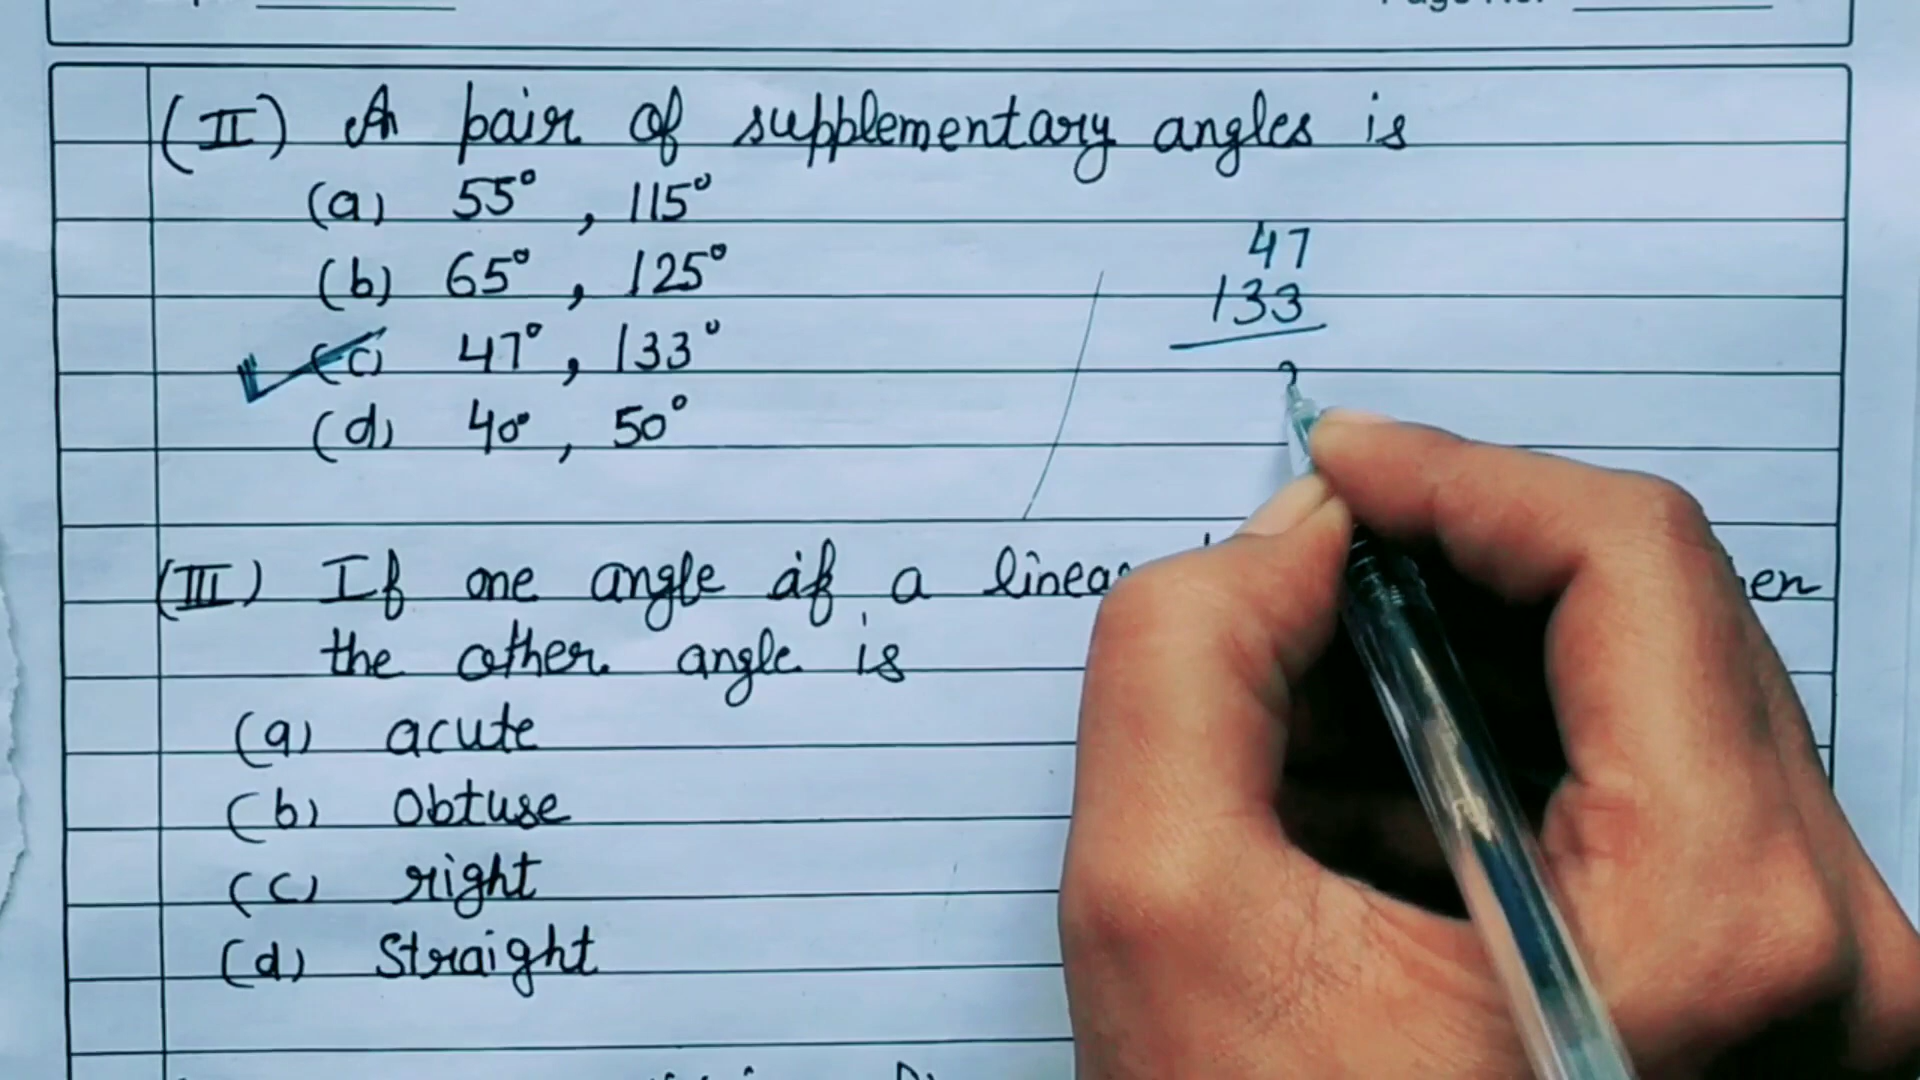 (II) A pair of supplementary angles is
(a) 55° , 115°
(b) 65° , 125°
(c) 47° , 133°
(d) 40° , 50°
47
133
(III) If one angle of a linear
the other angle is
(a) acute
(b) Obtuse
(c) right
(d) Straight